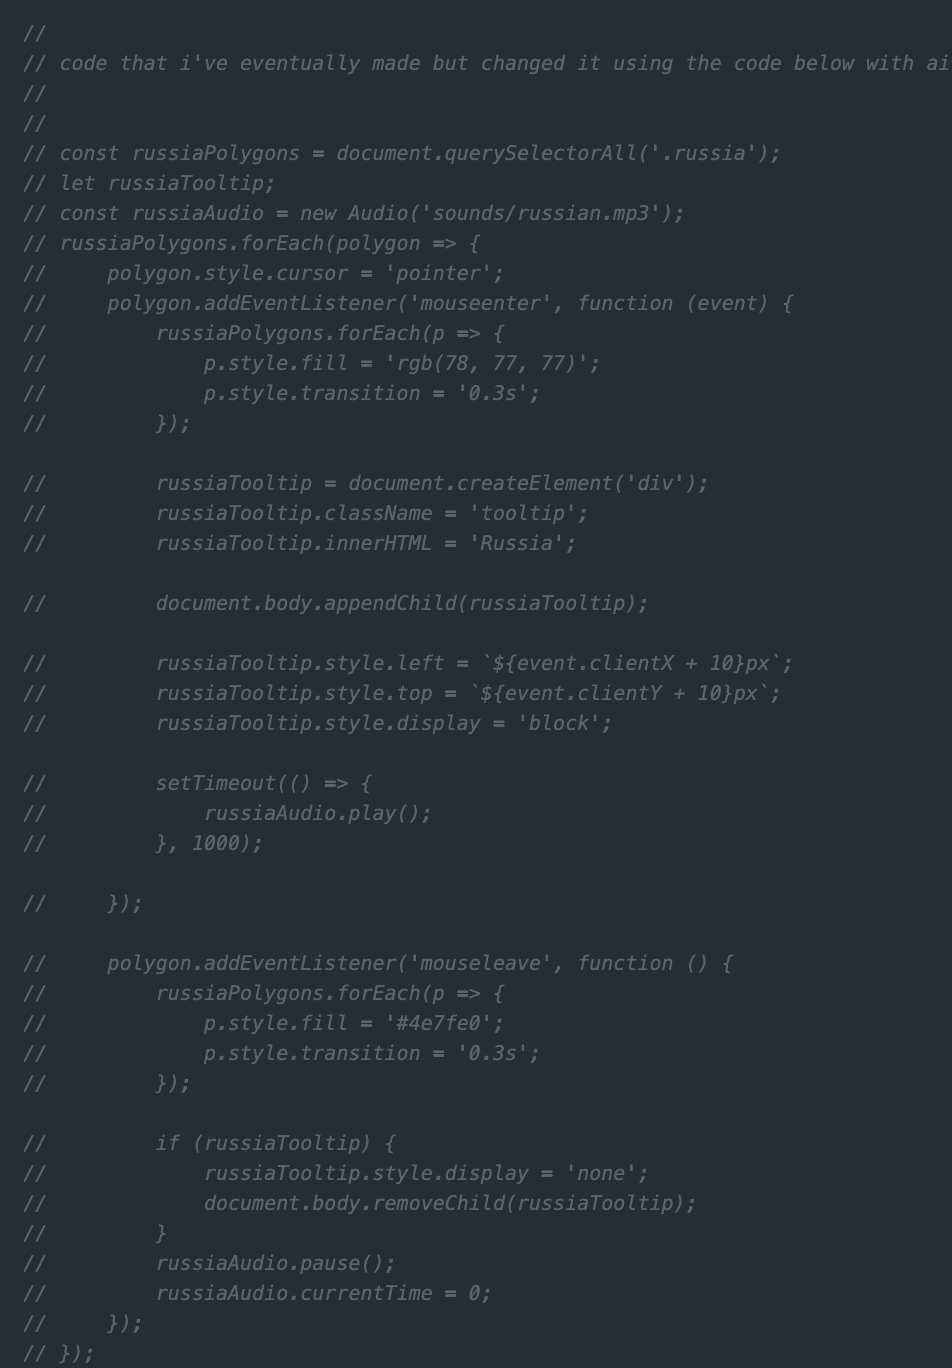 //
// code that i've eventually made but changed it using the code below with ai
//
//
// const russiaPolygons = document.querySelectorAll('.russia');
// let russiaTooltip;
// const russiaAudio = new Audio('sounds/russian.mp3');
// russiaPolygons.forEach(polygon => {
//     polygon.style.cursor = 'pointer';
//     polygon.addEventListener('mouseenter', function (event) {
//         russiaPolygons.forEach(p => {
//             p.style.fill = 'rgb(78, 77, 77)';
//             p.style.transition = '0.3s';
//         });

//         russiaTooltip = document.createElement('div');
//         russiaTooltip.className = 'tooltip';
//         russiaTooltip.innerHTML = 'Russia';

//         document.body.appendChild(russiaTooltip);

//         russiaTooltip.style.left = `${event.clientX + 10}px`;
//         russiaTooltip.style.top = `${event.clientY + 10}px`;
//         russiaTooltip.style.display = 'block';

//         setTimeout(() => {
//             russiaAudio.play();
//         }, 1000);

//     });

//     polygon.addEventListener('mouseleave', function () {
//         russiaPolygons.forEach(p => {
//             p.style.fill = '#4e7fe0';
//             p.style.transition = '0.3s';
//         });

//         if (russiaTooltip) {
//             russiaTooltip.style.display = 'none';
//             document.body.removeChild(russiaTooltip);
//         }
//         russiaAudio.pause();
//         russiaAudio.currentTime = 0;
//     });
// });